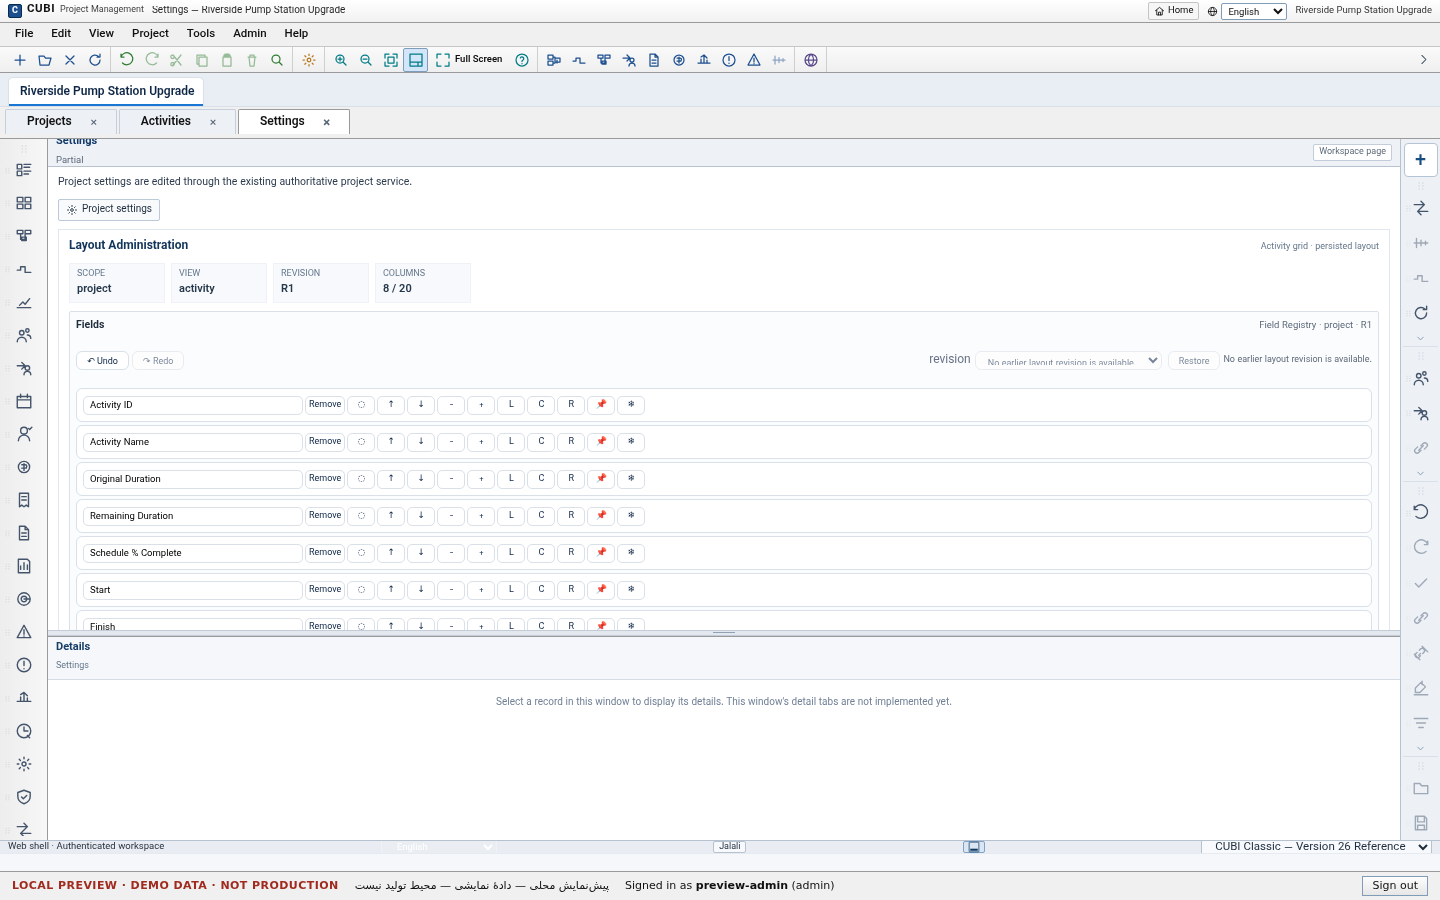 C CUBI Project Management Settings — Riverside Pump Station Upgrade Home English Riverside Pump Station Upgrade
File Edit View Project Tools Admin Help
Full Screen
Riverside Pump Station Upgrade
Projects × Activities × Settings ×
Settings
Partial
Workspace page
Project settings are edited through the existing authoritative project service.
Project settings
Layout Administration
Activity grid · persisted layout
SCOPE VIEW REVISION COLUMNS
project activity R1 8 / 20
Fields
Field Registry · project · R1
↶ Undo ↷ Redo revision No earlier layout revision is available. Restore No earlier layout revision is available.
Activity ID Remove ◌ ↑ ↓ - + L C R 📌 ❄
Activity Name Remove ◌ ↑ ↓ - + L C R 📌 ❄
Original Duration Remove ◌ ↑ ↓ - + L C R 📌 ❄
Remaining Duration Remove ◌ ↑ ↓ - + L C R 📌 ❄
Schedule % Complete Remove ◌ ↑ ↓ - + L C R 📌 ❄
Start Remove ◌ ↑ ↓ - + L C R 📌 ❄
Finish Remove ◌ ↑ ↓ - + L C R 📌 ❄
Details
Settings
Select a record in this window to display its details. This window's detail tabs are not implemented yet.
Web shell · Authenticated workspace English Jalali CUBI Classic — Version 26 Reference
LOCAL PREVIEW · DEMO DATA · NOT PRODUCTION پیش‌نمایش محلی — دادهٔ نمایشی — محیط تولید نیست Signed in as preview-admin (admin) Sign out